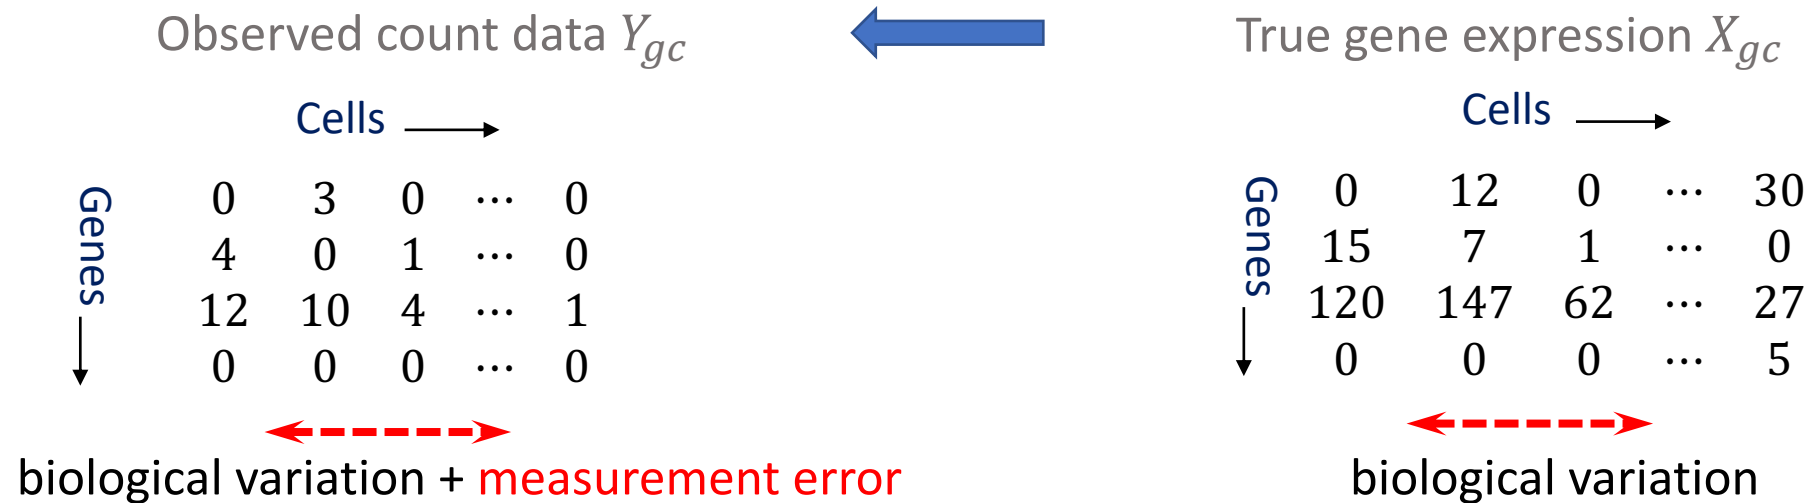 Observed count data Y_gc
True gene expression X_gc
Cells
Cells
Genes
0 3 0 ⋯ 0
4 0 1 ⋯ 0
12 10 4 ⋯ 1
0 0 0 ⋯ 0
Genes
0 12 0 ⋯ 30
15 7 1 ⋯ 0
120 147 62 ⋯ 27
0 0 0 ⋯ 5
biological variation + measurement error
biological variation